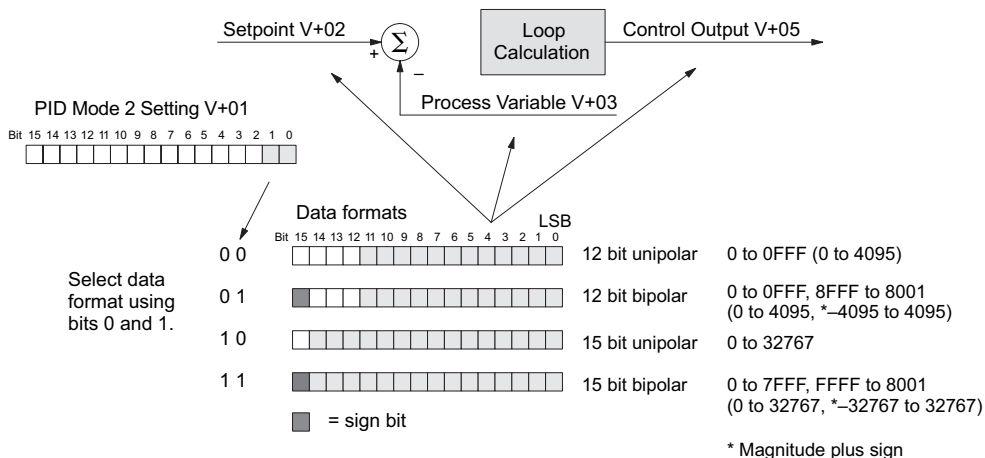 Setpoint V+02
Σ
+
–
Loop
Calculation
Control Output V+05
Process Variable V+03
PID Mode 2 Setting V+01
Bit 15 14 13 12 11 10 9 8 7 6 5 4 3 2 1 0
Data formats
LSB
Bit 15 14 13 12 11 10 9 8 7 6 5 4 3 2 1 0
Select data
format using
bits 0 and 1.
0 0 12 bit unipolar 0 to 0FFF (0 to 4095)
0 1 12 bit bipolar 0 to 0FFF, 8FFF to 8001
(0 to 4095, *–4095 to 4095)
1 0 15 bit unipolar 0 to 32767
1 1 15 bit bipolar 0 to 7FFF, FFFF to 8001
(0 to 32767, *–32767 to 32767)
= sign bit
* Magnitude plus sign